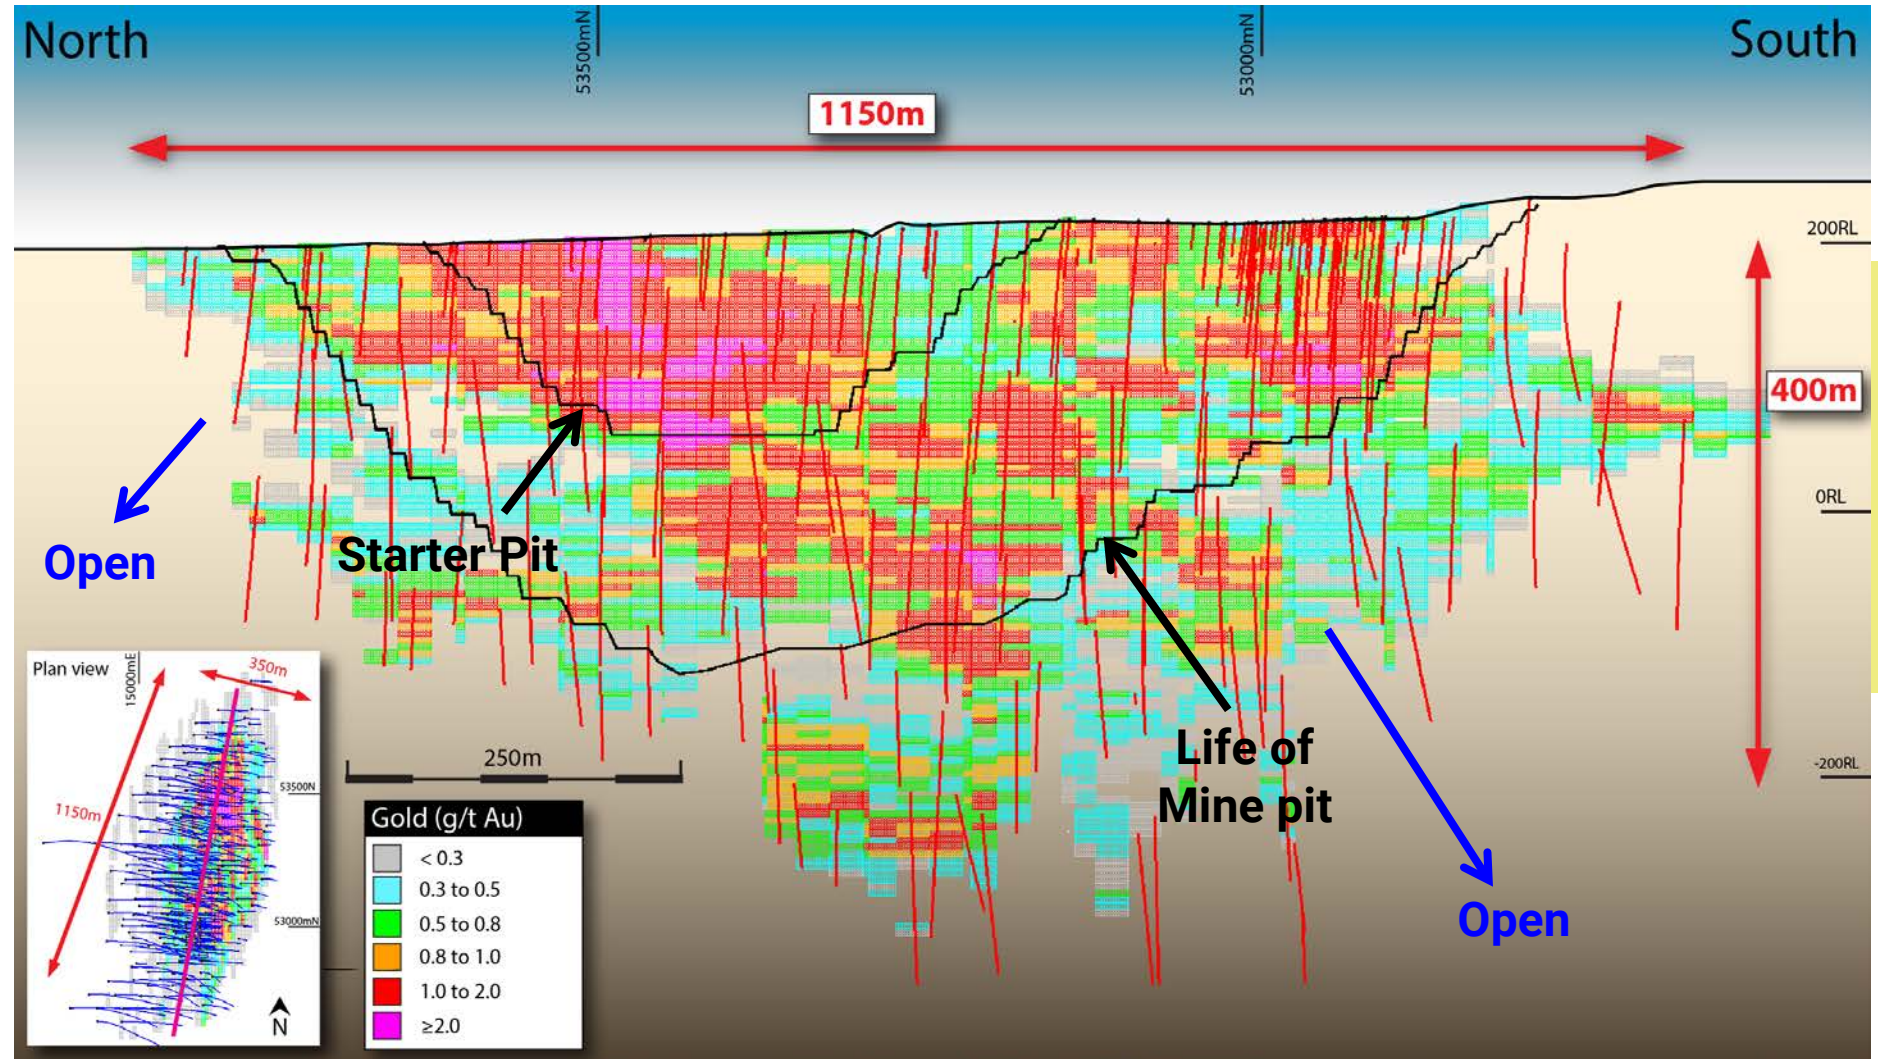 North
53500mN
53000mN
South
1150m
200RL
400m
0RL
-200RL
Open
Starter Pit
Life of
Mine pit
Open
250m
Plan view
15000mE
350m
1150m
53500N
53000mN
N
Gold (g/t Au)
< 0.3
0.3 to 0.5
0.5 to 0.8
0.8 to 1.0
1.0 to 2.0
≥2.0